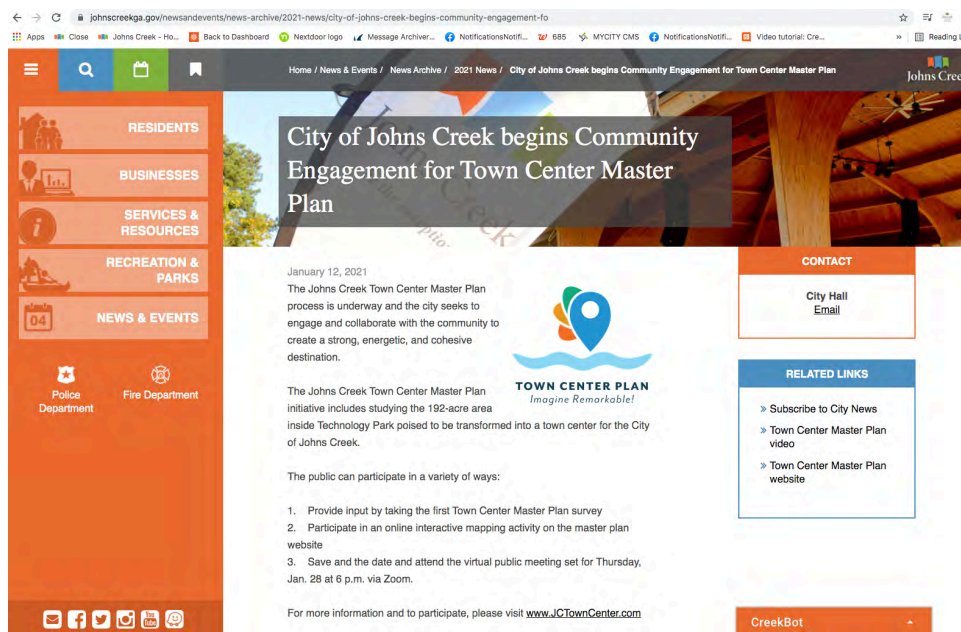 johnscreekga.gov/newsandevents/news-archive/2021-news/city-of-johns-creek-begins-community-engagement-fo
Apps Close Johns Creek - Ho... Back to Dashboard Nextdoor logo Message Archiver... NotificationsNotifi... 685 MYCITY CMS NotificationsNotifi... Video tutorial: Cre... » Reading L
Home / News & Events / News Archive / 2021 News / City of Johns Creek begins Community Engagement for Town Center Master Plan
Johns Cree
City of Johns Creek begins Community
Engagement for Town Center Master
Plan
RESIDENTS
BUSINESSES
SERVICES &
RESOURCES
RECREATION &
PARKS
04
NEWS & EVENTS
Police
Department
Fire Department
January 12, 2021
The Johns Creek Town Center Master Plan
process is underway and the city seeks to
engage and collaborate with the community to
create a strong, energetic, and cohesive
destination.
TOWN CENTER PLAN
Imagine Remarkable!
The Johns Creek Town Center Master Plan
initiative includes studying the 192-acre area
inside Technology Park poised to be transformed into a town center for the City
of Johns Creek.
The public can participate in a variety of ways:
1. Provide input by taking the first Town Center Master Plan survey
2. Participate in an online interactive mapping activity on the master plan
website
3. Save and the date and attend the virtual public meeting set for Thursday,
Jan. 28 at 6 p.m. via Zoom.
For more information and to participate, please visit www.JCTownCenter.com
CONTACT
City Hall
Email
RELATED LINKS
» Subscribe to City News
» Town Center Master Plan
video
» Town Center Master Plan
website
You
Tube
CreekBot